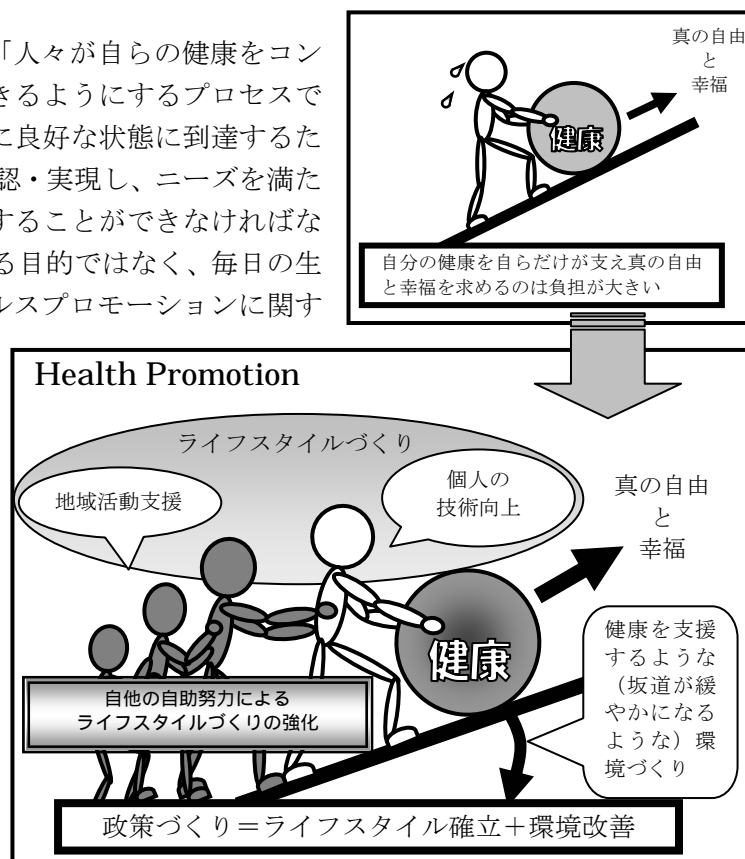 「人々が自らの健康をコン
きるようにするプロセスで
に良好な状態に到達するた
認・実現し、ニーズを満た
することができなければな
る目的ではなく、毎日の生
ルスプロモーションに関す
真の自由
と
幸福
健康
自分の健康を自らだけが支え真の自由
と幸福を求めるのは負担が大きい
Health Promotion
ライフスタイルづくり
地域活動支援
個人の
技術向上
真の自由
と
幸福
健康
健康を支援
するような
（坂道が緩
やかになる
ような）環
境づくり
自他の自助努力による
ライフスタイルづくりの強化
政策づくり＝ライフスタイル確立＋環境改善